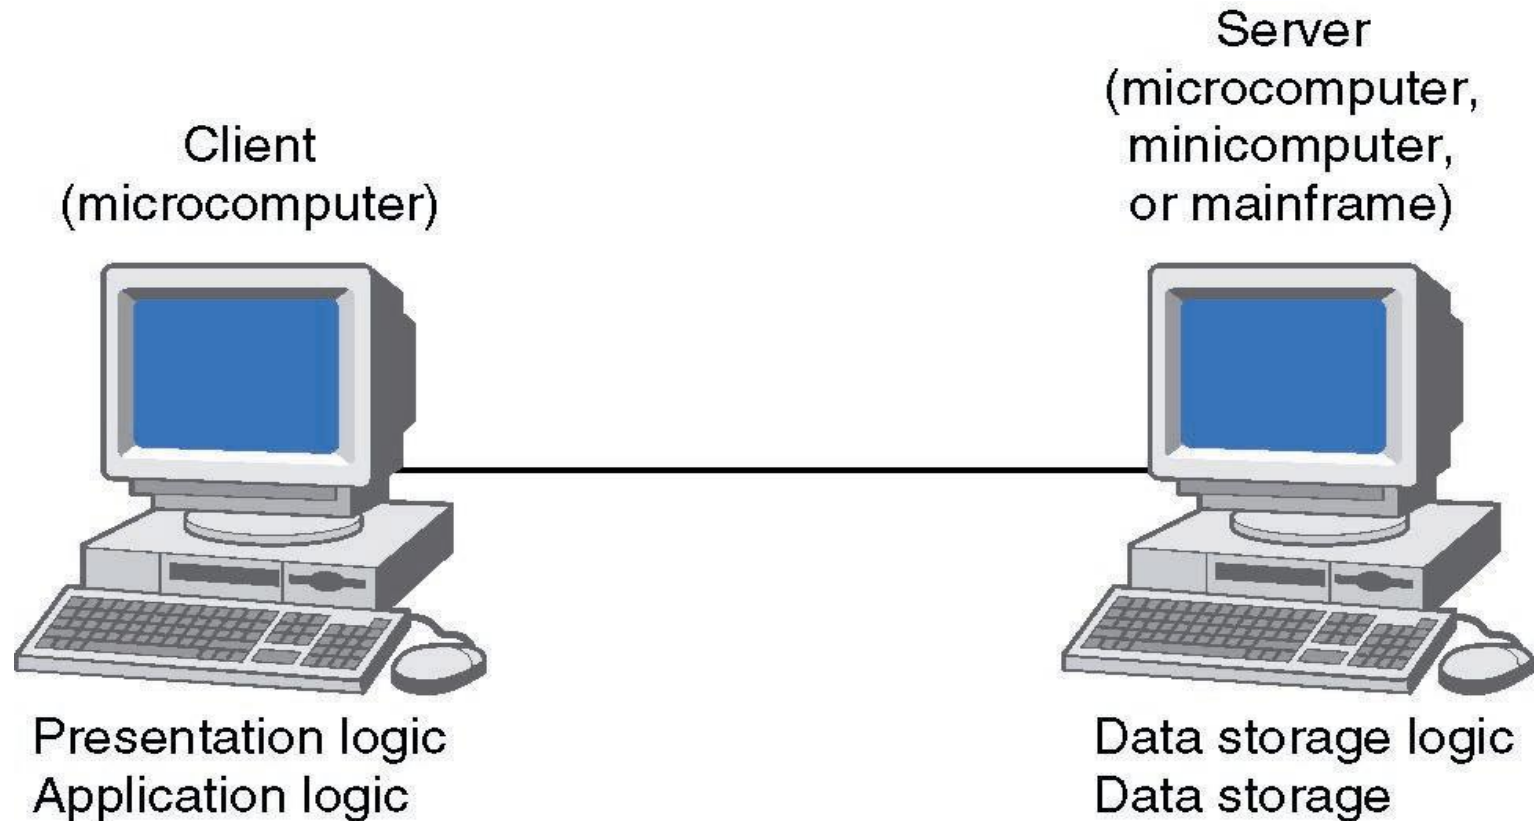 Client
(microcomputer)
Server
(microcomputer,
minicomputer,
or mainframe)
Presentation logic
Application logic
Data storage logic
Data storage